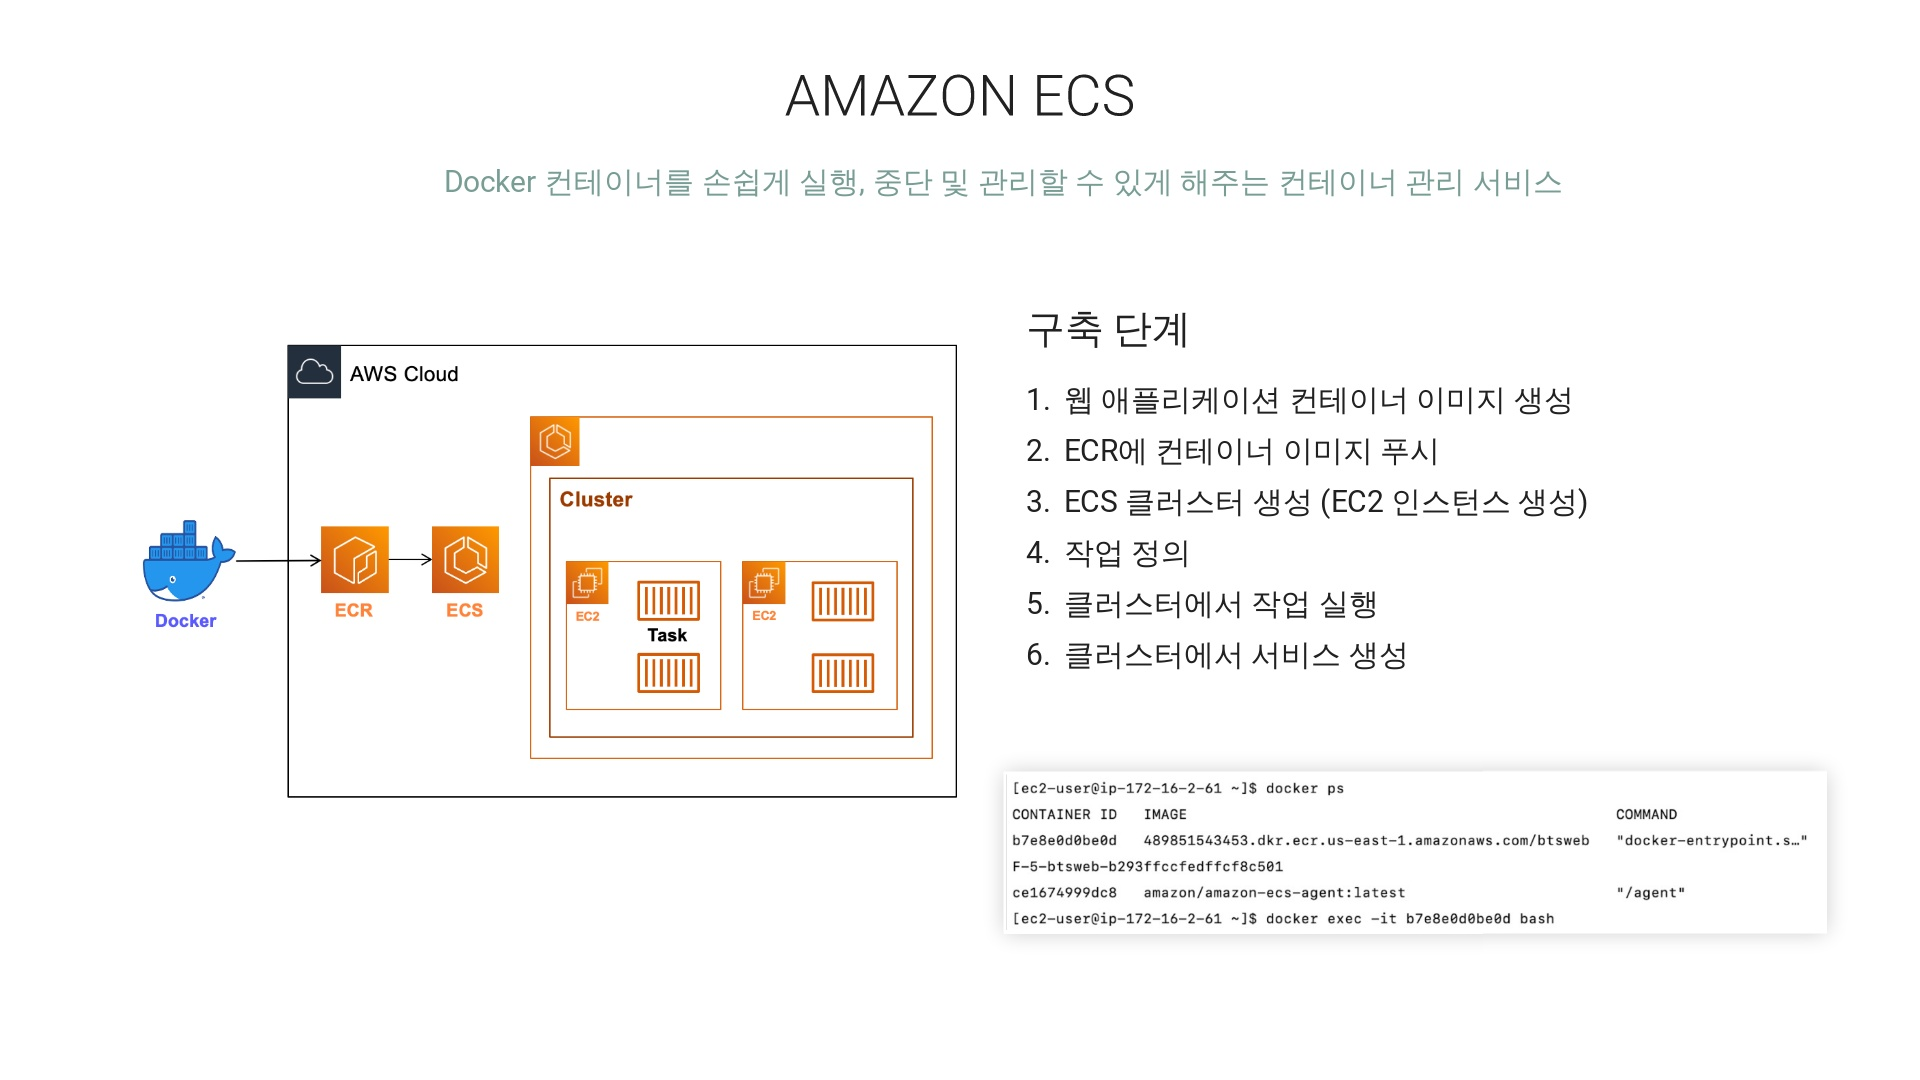 AMAZON ECS
Docker 컨테이너를 손쉽게 실행, 중단 및 관리할 수 있게 해주는 컨테이너 관리 서비스
AWS Cloud
Cluster
EC2
Task
EC2
Docker
ECR
ECS
구축 단계
1. 웹 애플리케이션 컨테이너 이미지 생성
2. ECR에 컨테이너 이미지 푸시
3. ECS 클러스터 생성 (EC2 인스턴스 생성)
4. 작업 정의
5. 클러스터에서 작업 실행
6. 클러스터에서 서비스 생성
[ec2-user@ip-172-16-2-61 ~]$ docker ps
CONTAINER ID IMAGE COMMAND
b7e8e0d0be0d 489851543453.dkr.ecr.us-east-1.amazonaws.com/btsweb "docker-entrypoint.s…"
F-5-btsweb-b293ffccfedffcf8c501
ce1674999dc8 amazon/amazon-ecs-agent:latest "/agent"
[ec2-user@ip-172-16-2-61 ~]$ docker exec -it b7e8e0d0be0d bash